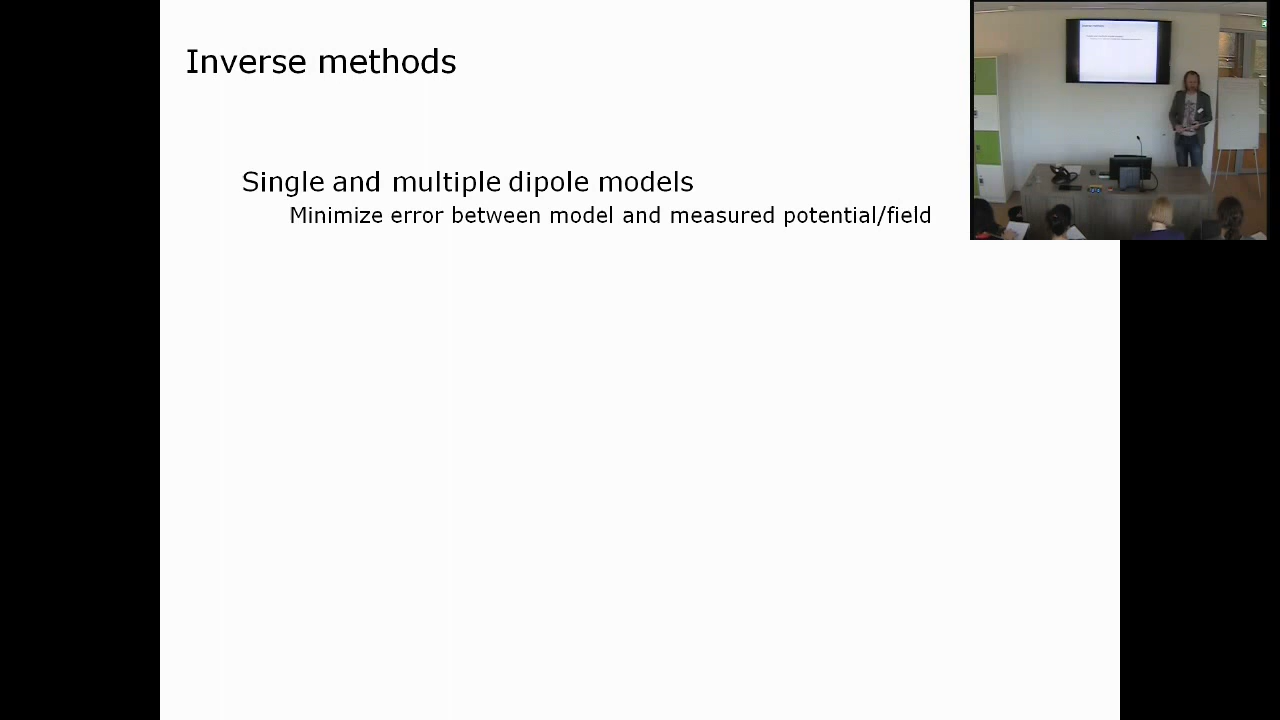 Inverse methods
Single and multiple dipole models
Minimize error between model and measured potential/field